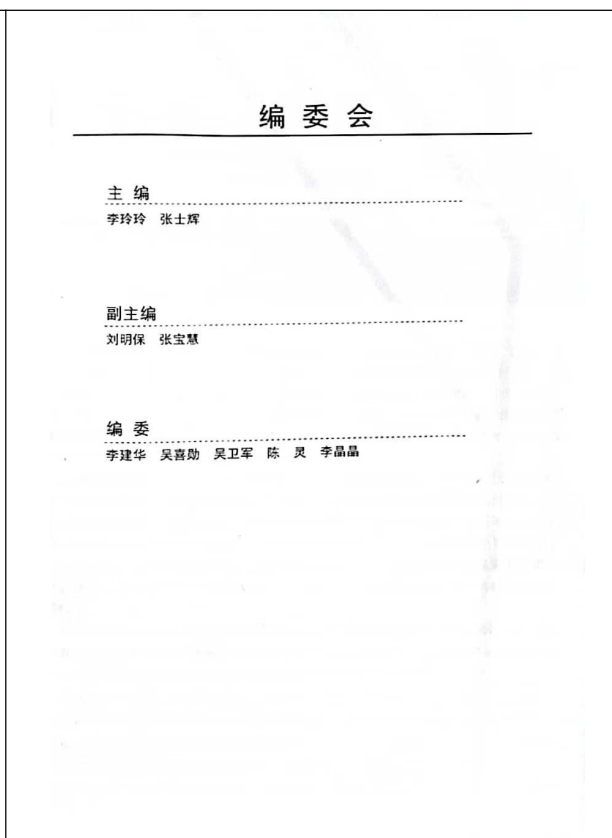 编 委 会
主 编
李玲玲 张士辉
副主编
刘明保 张宝慧
编 委
李建华 吴喜勋 吴卫军 陈 灵 李晶晶